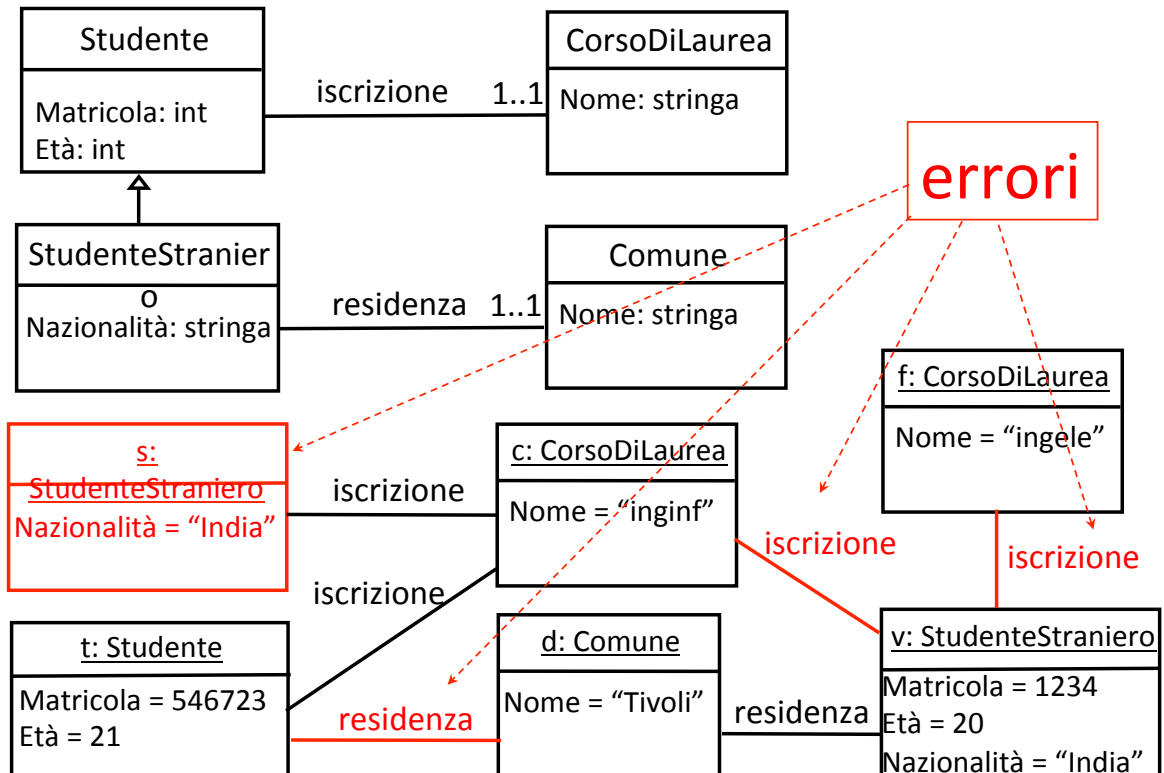 Studente
Matricola: int
Età: int
iscrizione
1..1
CorsoDiLaurea
Nome: stringa
errori
StudenteStranier
o
Nazionalità: stringa
residenza
1..1
Comune
Nome: stringa
f: CorsoDiLaurea
Nome = “ingele”
s:
StudenteStraniero
Nazionalità = “India”
iscrizione
c: CorsoDiLaurea
Nome = “inginf”
iscrizione
iscrizione
iscrizione
t: Studente
Matricola = 546723
Età = 21
residenza
d: Comune
Nome = “Tivoli”
residenza
v: StudenteStraniero
Matricola = 1234
Età = 20
Nazionalità = “India”